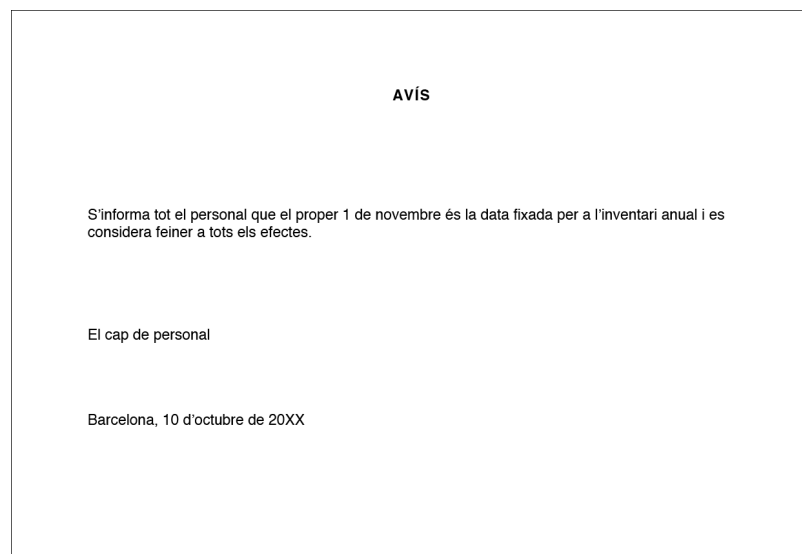 AVÍS
S’informa tot el personal que el proper 1 de novembre és la data fixada per a l’inventari anual i es
considera feiner a tots els efectes.
El cap de personal
Barcelona, 10 d’octubre de 20XX